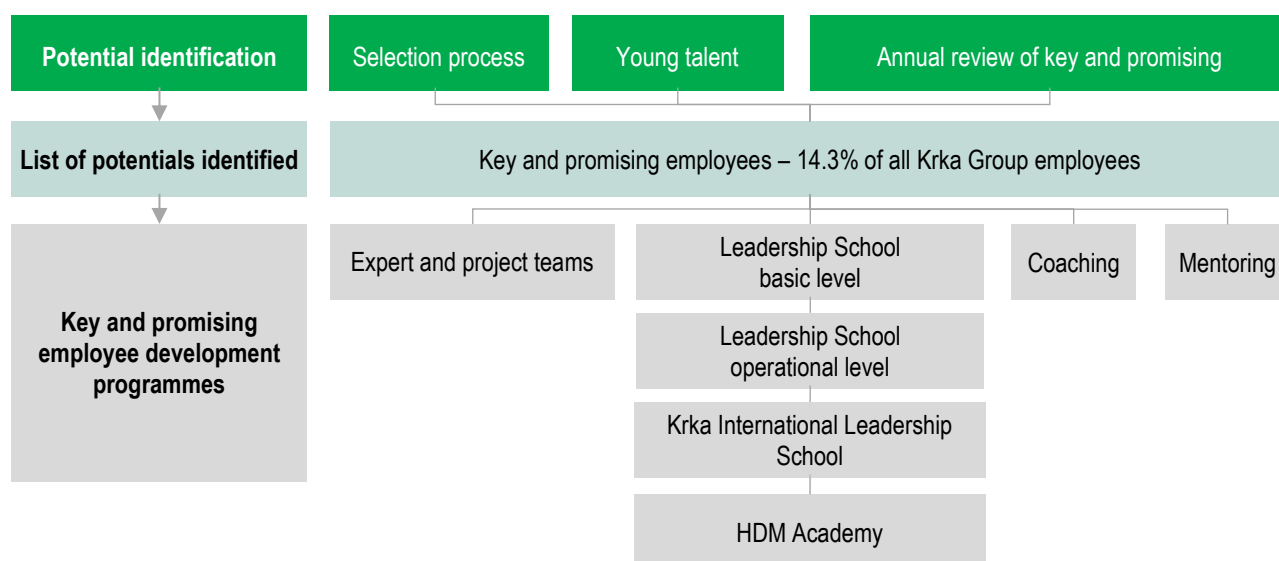 Potential identification
Selection process
Young talent
Annual review of key and promising
List of potentials identified
Key and promising employees – 14.3% of all Krka Group employees
Key and promising
employee development
programmes
Expert and project teams
Leadership School
basic level
Coaching
Mentoring
Leadership School
operational level
Krka International Leadership
School
HDM Academy